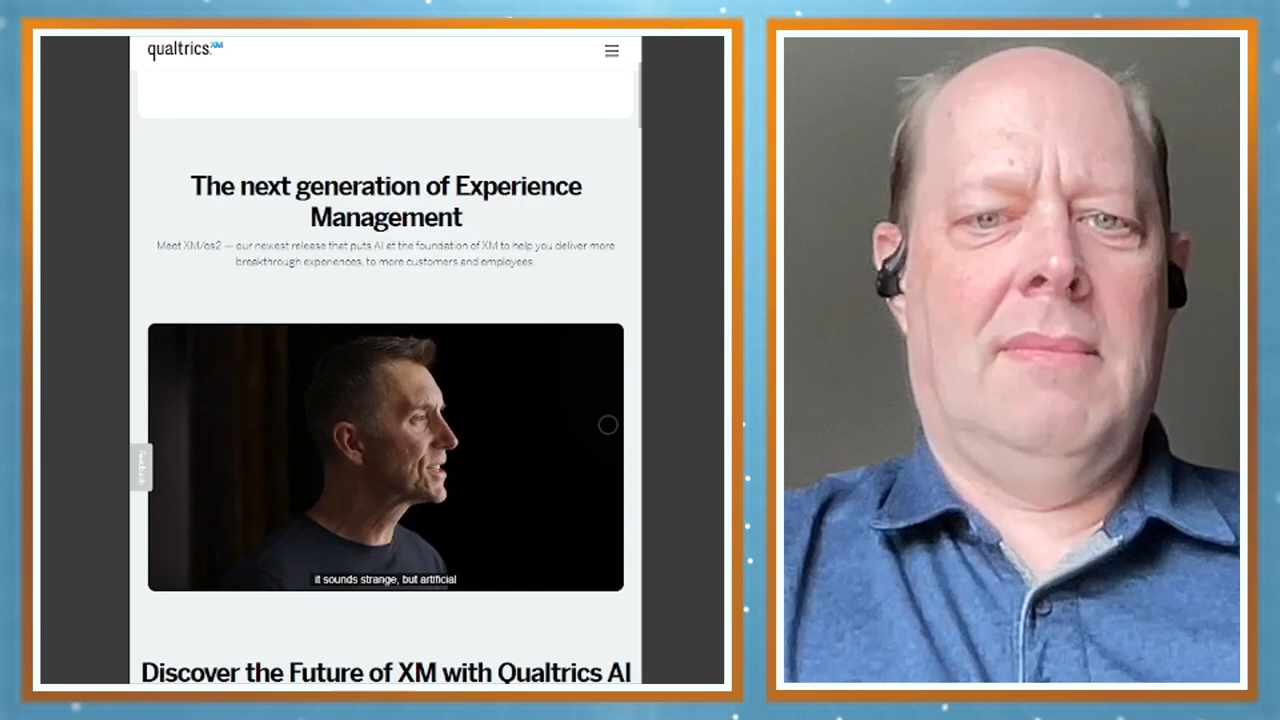 qualtrics.XM
The next generation of Experience
Management
Meet XM/os2 — our newest release that puts AI at the foundation of XM to help you deliver more
breakthrough experiences, to more customers and employees.
Feedback
it sounds strange, but artificial
Discover the Future of XM with Qualtrics AI